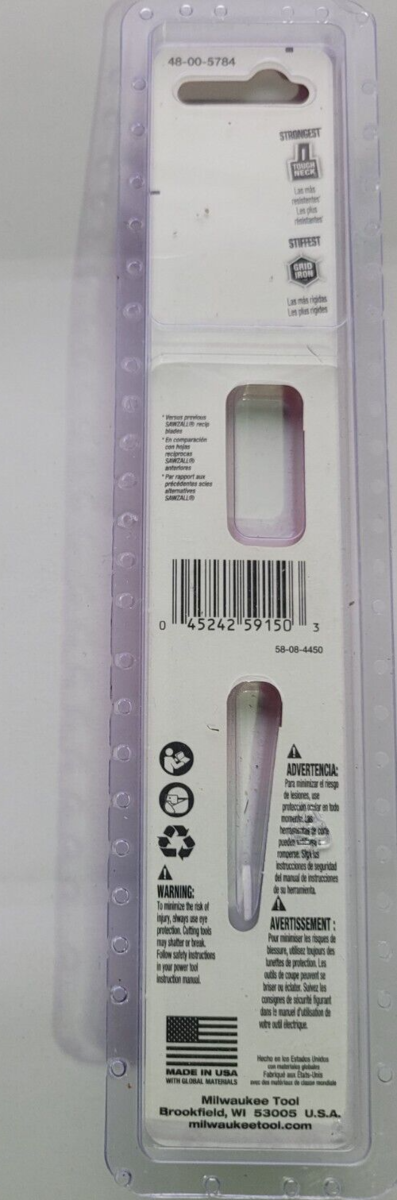 48-00-5784
STRONGEST
TOUGH
NECK
Las más
resistentes*
Les plus
résistantes*
STIFFEST
GRID
IRON
Las más rígidas
Les plus rigides
* Versus previous
SAWZALL® recip
blades
* En comparación
con hojas
recíprocas
SAWZALL®
anteriores
* Par rapport aux
précédentes scies
alternatives
SAWZALL®
0 45242 59150 3
58-08-4450
WARNING:
To minimize the risk of
injury, always use eye
protection. Cutting tools
may shatter or break.
Follow safety instructions
in your power tool
instruction manual.
ADVERTENCIA:
Para minimizar el riesgo
de lesiones, use
protección ocular en todo
momento. Las
herramientas de corte
pueden
romperse. Siga las
instrucciones de seguridad
del manual de instrucciones
de su herramienta.
AVERTISSEMENT :
Pour minimiser les risques de
blessure, utilisez toujours des
lunettes de protection. Les
outils de coupe peuvent se
briser ou éclater. Suivez les
consignes de sécurité figurant
dans le manuel d'utilisation de
votre outil électrique.
MADE IN USA
WITH GLOBAL MATERIALS
Hecho en los Estados Unidos
con materiales globales
Fabriqué aux États-Unis
avec des matériaux de classe mondiale
Milwaukee Tool
Brookfield, WI 53005 U.S.A.
milwaukeetool.com